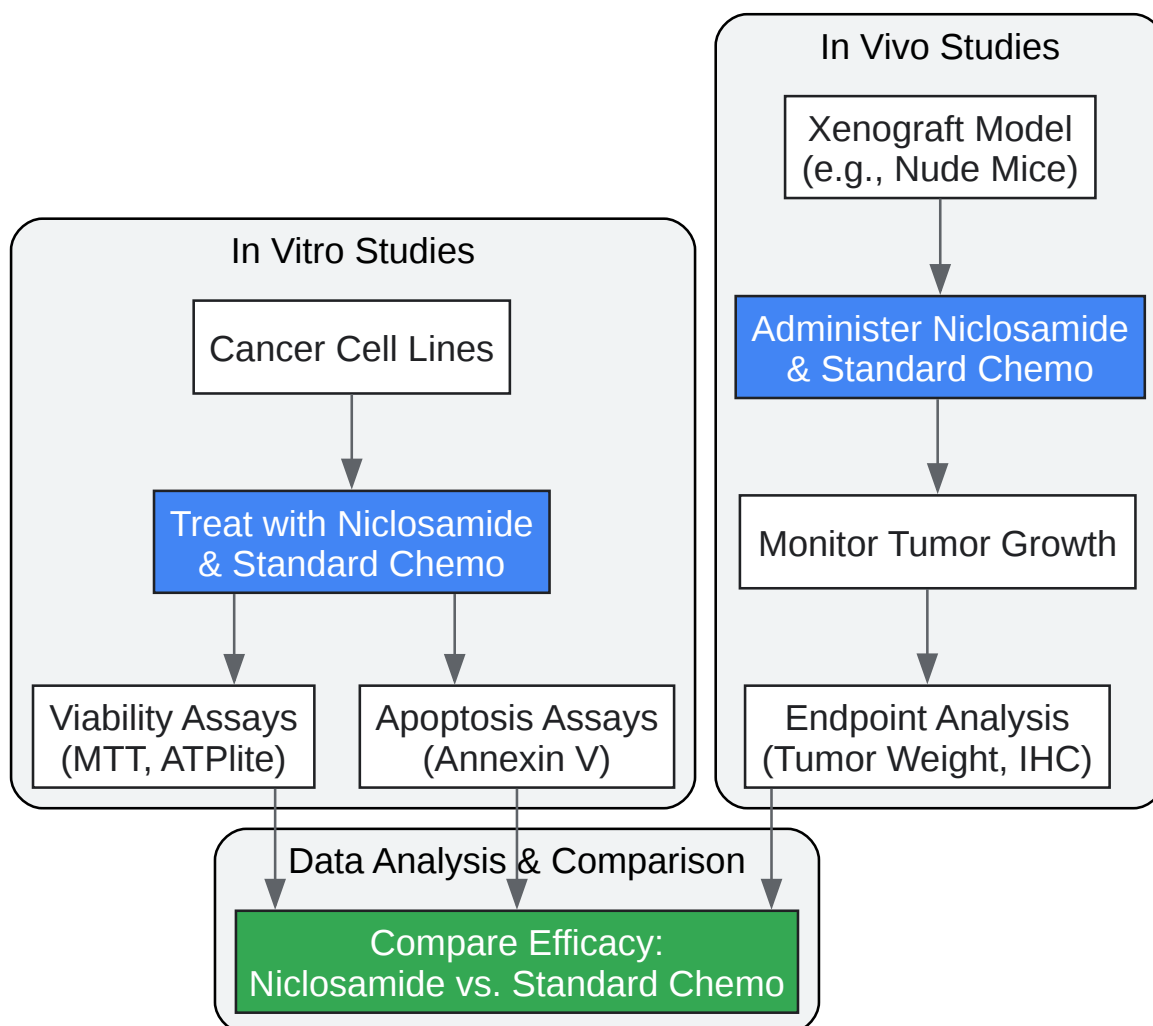 In Vivo Studies
Xenograft Model
(e.g., Nude Mice)
Administer Niclosamide
& Standard Chemo
Monitor Tumor Growth
Endpoint Analysis
(Tumor Weight, IHC)
In Vitro Studies
Cancer Cell Lines
Treat with Niclosamide
& Standard Chemo
Viability Assays
(MTT, ATPlite)
Apoptosis Assays
(Annexin V)
Data Analysis & Comparison
Compare Efficacy:
Niclosamide vs. Standard Chemo